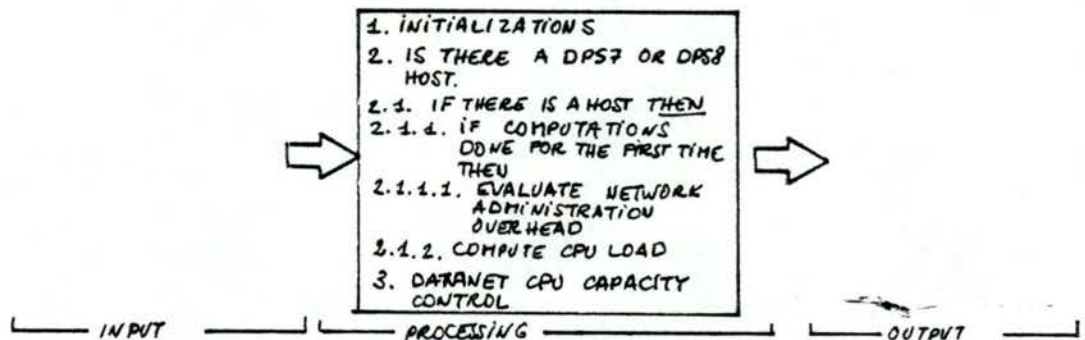 1. INITIALIZATIONS
2. IS THERE A DPS7 OR DPS8
HOST.
2.1. IF THERE IS A HOST THEN
2.1.1. IF COMPUTATIONS
DONE FOR THE FIRST TIME
THEN
2.1.1.1. EVALUATE NETWORK
ADMINISTRATION
OVERHEAD
2.1.2. COMPUTE CPU LOAD
3. DATANET CPU CAPACITY
CONTROL
INPUT PROCESSING OUTPUT